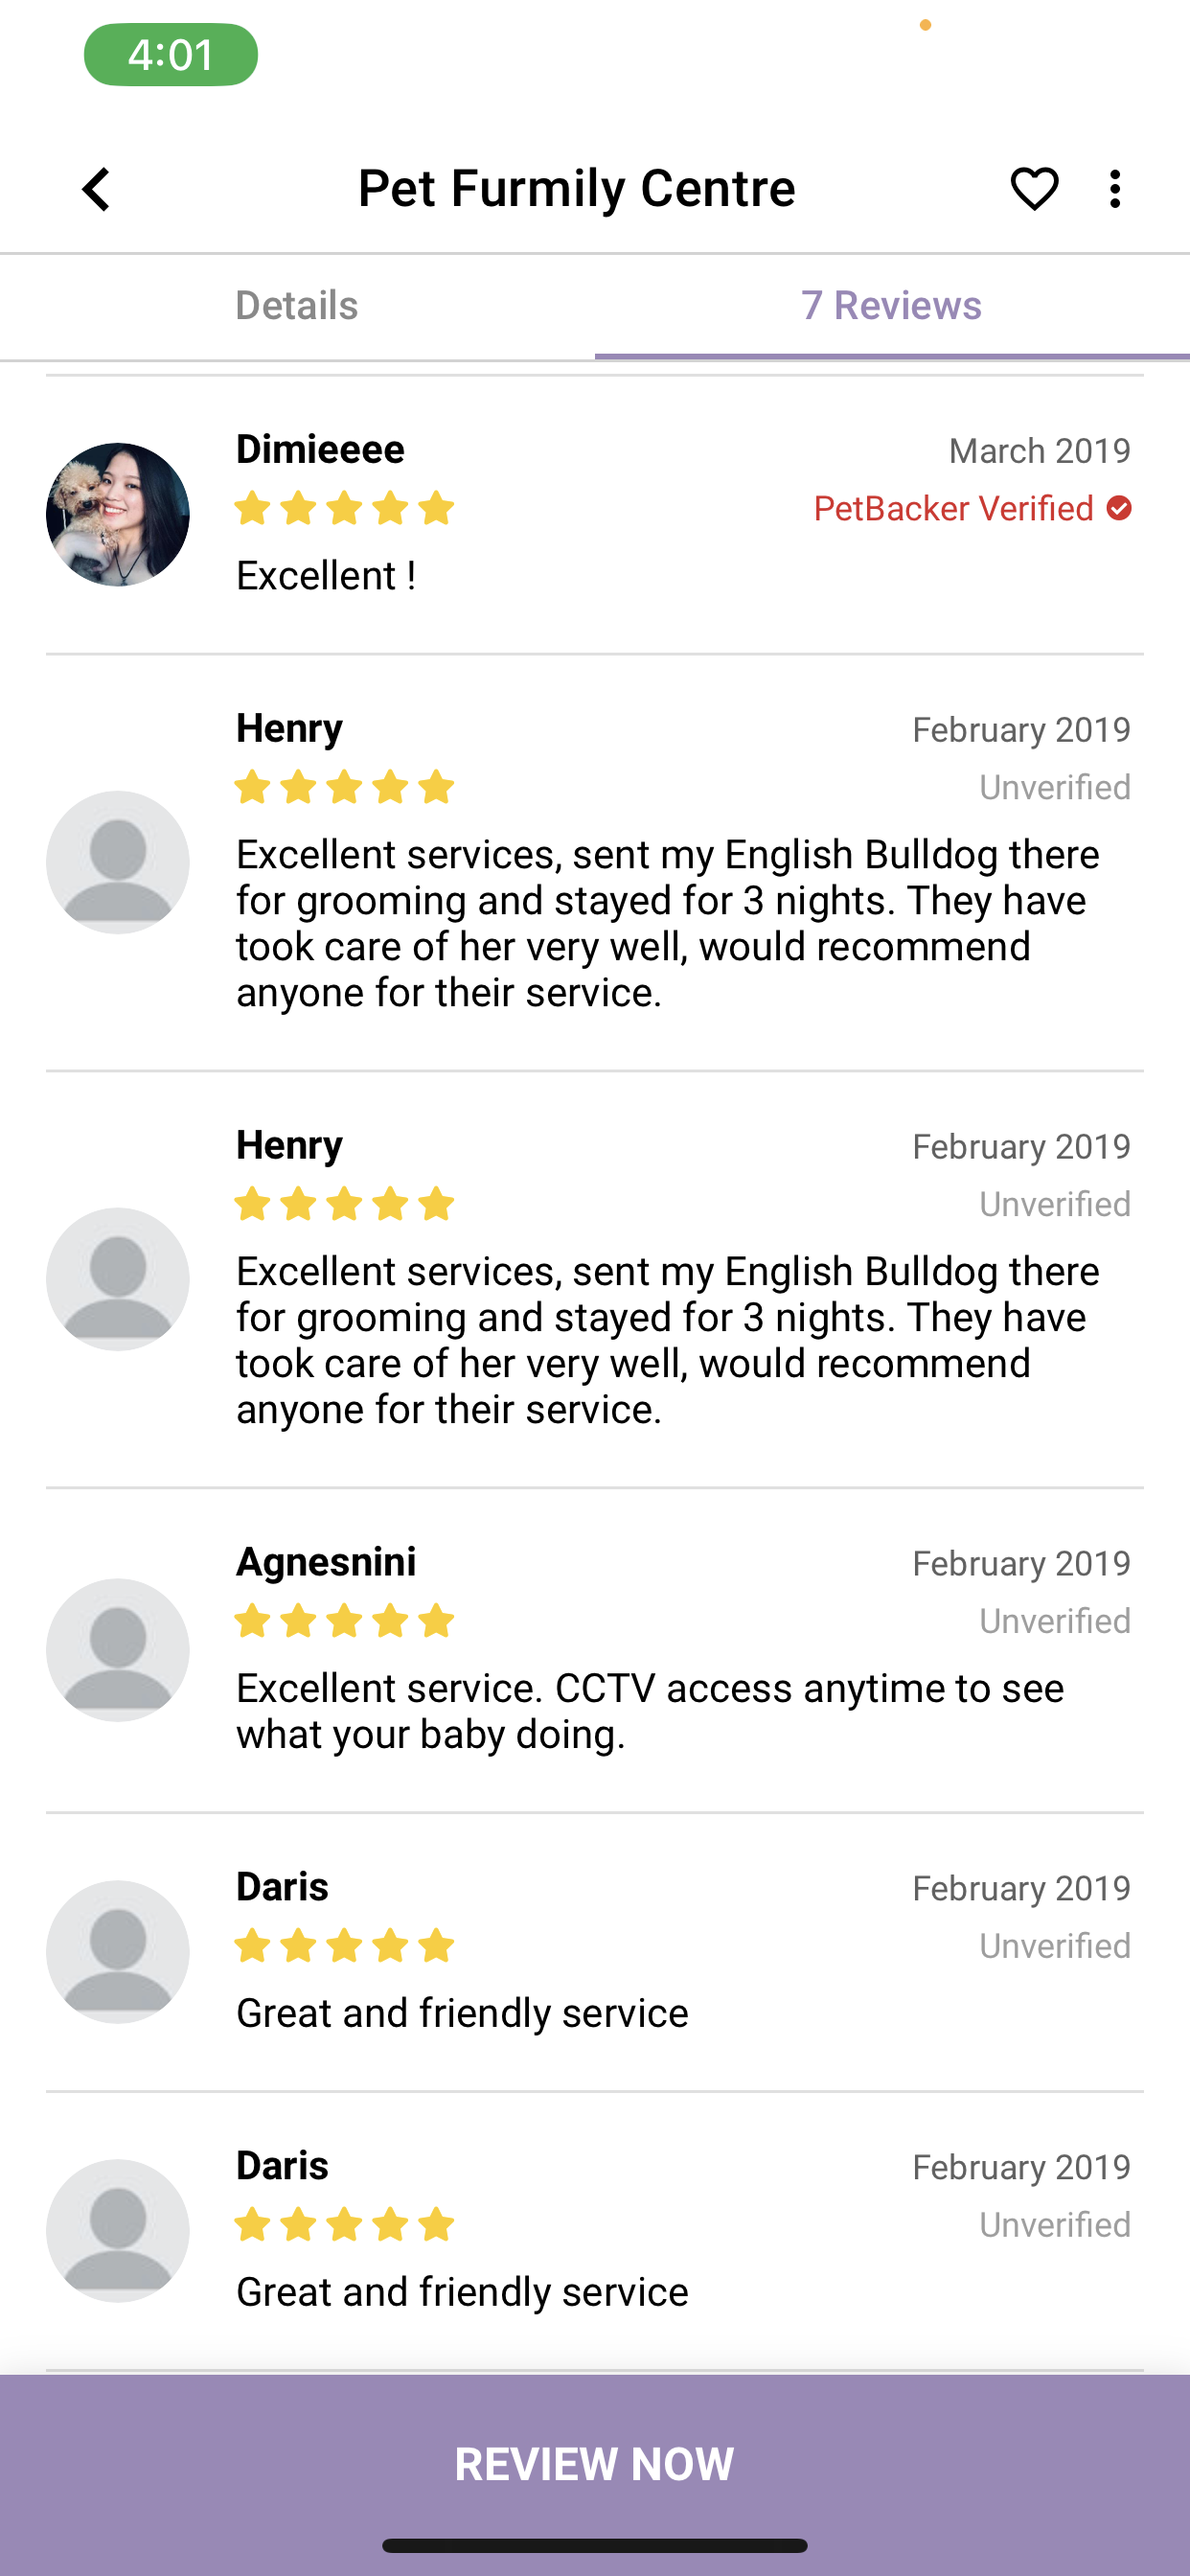 4:01
Pet Furmily Centre
Details
7 Reviews
Dimieeee
March 2019
PetBacker Verified
Excellent !
Henry
February 2019
Unverified
Excellent services, sent my English Bulldog there
for grooming and stayed for 3 nights. They have
took care of her very well, would recommend
anyone for their service.
Henry
February 2019
Unverified
Excellent services, sent my English Bulldog there
for grooming and stayed for 3 nights. They have
took care of her very well, would recommend
anyone for their service.
Agnesnini
February 2019
Unverified
Excellent service. CCTV access anytime to see
what your baby doing.
Daris
February 2019
Unverified
Great and friendly service
Daris
February 2019
Unverified
Great and friendly service
REVIEW NOW